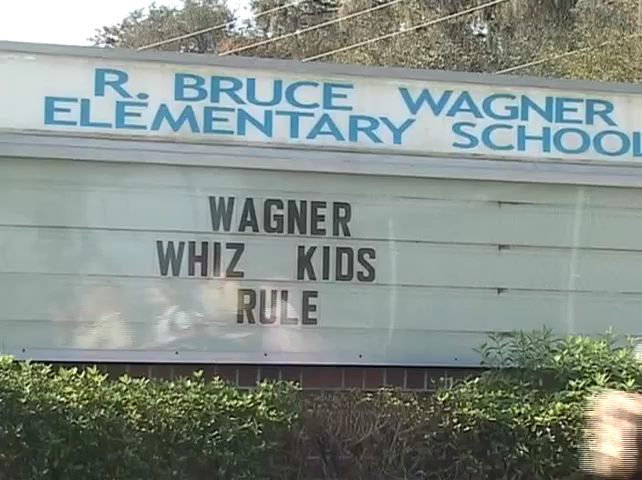 R. BRUCE WAGNER
ELEMENTARY SCHOOL
WAGNER
WHIZ KIDS
RULE